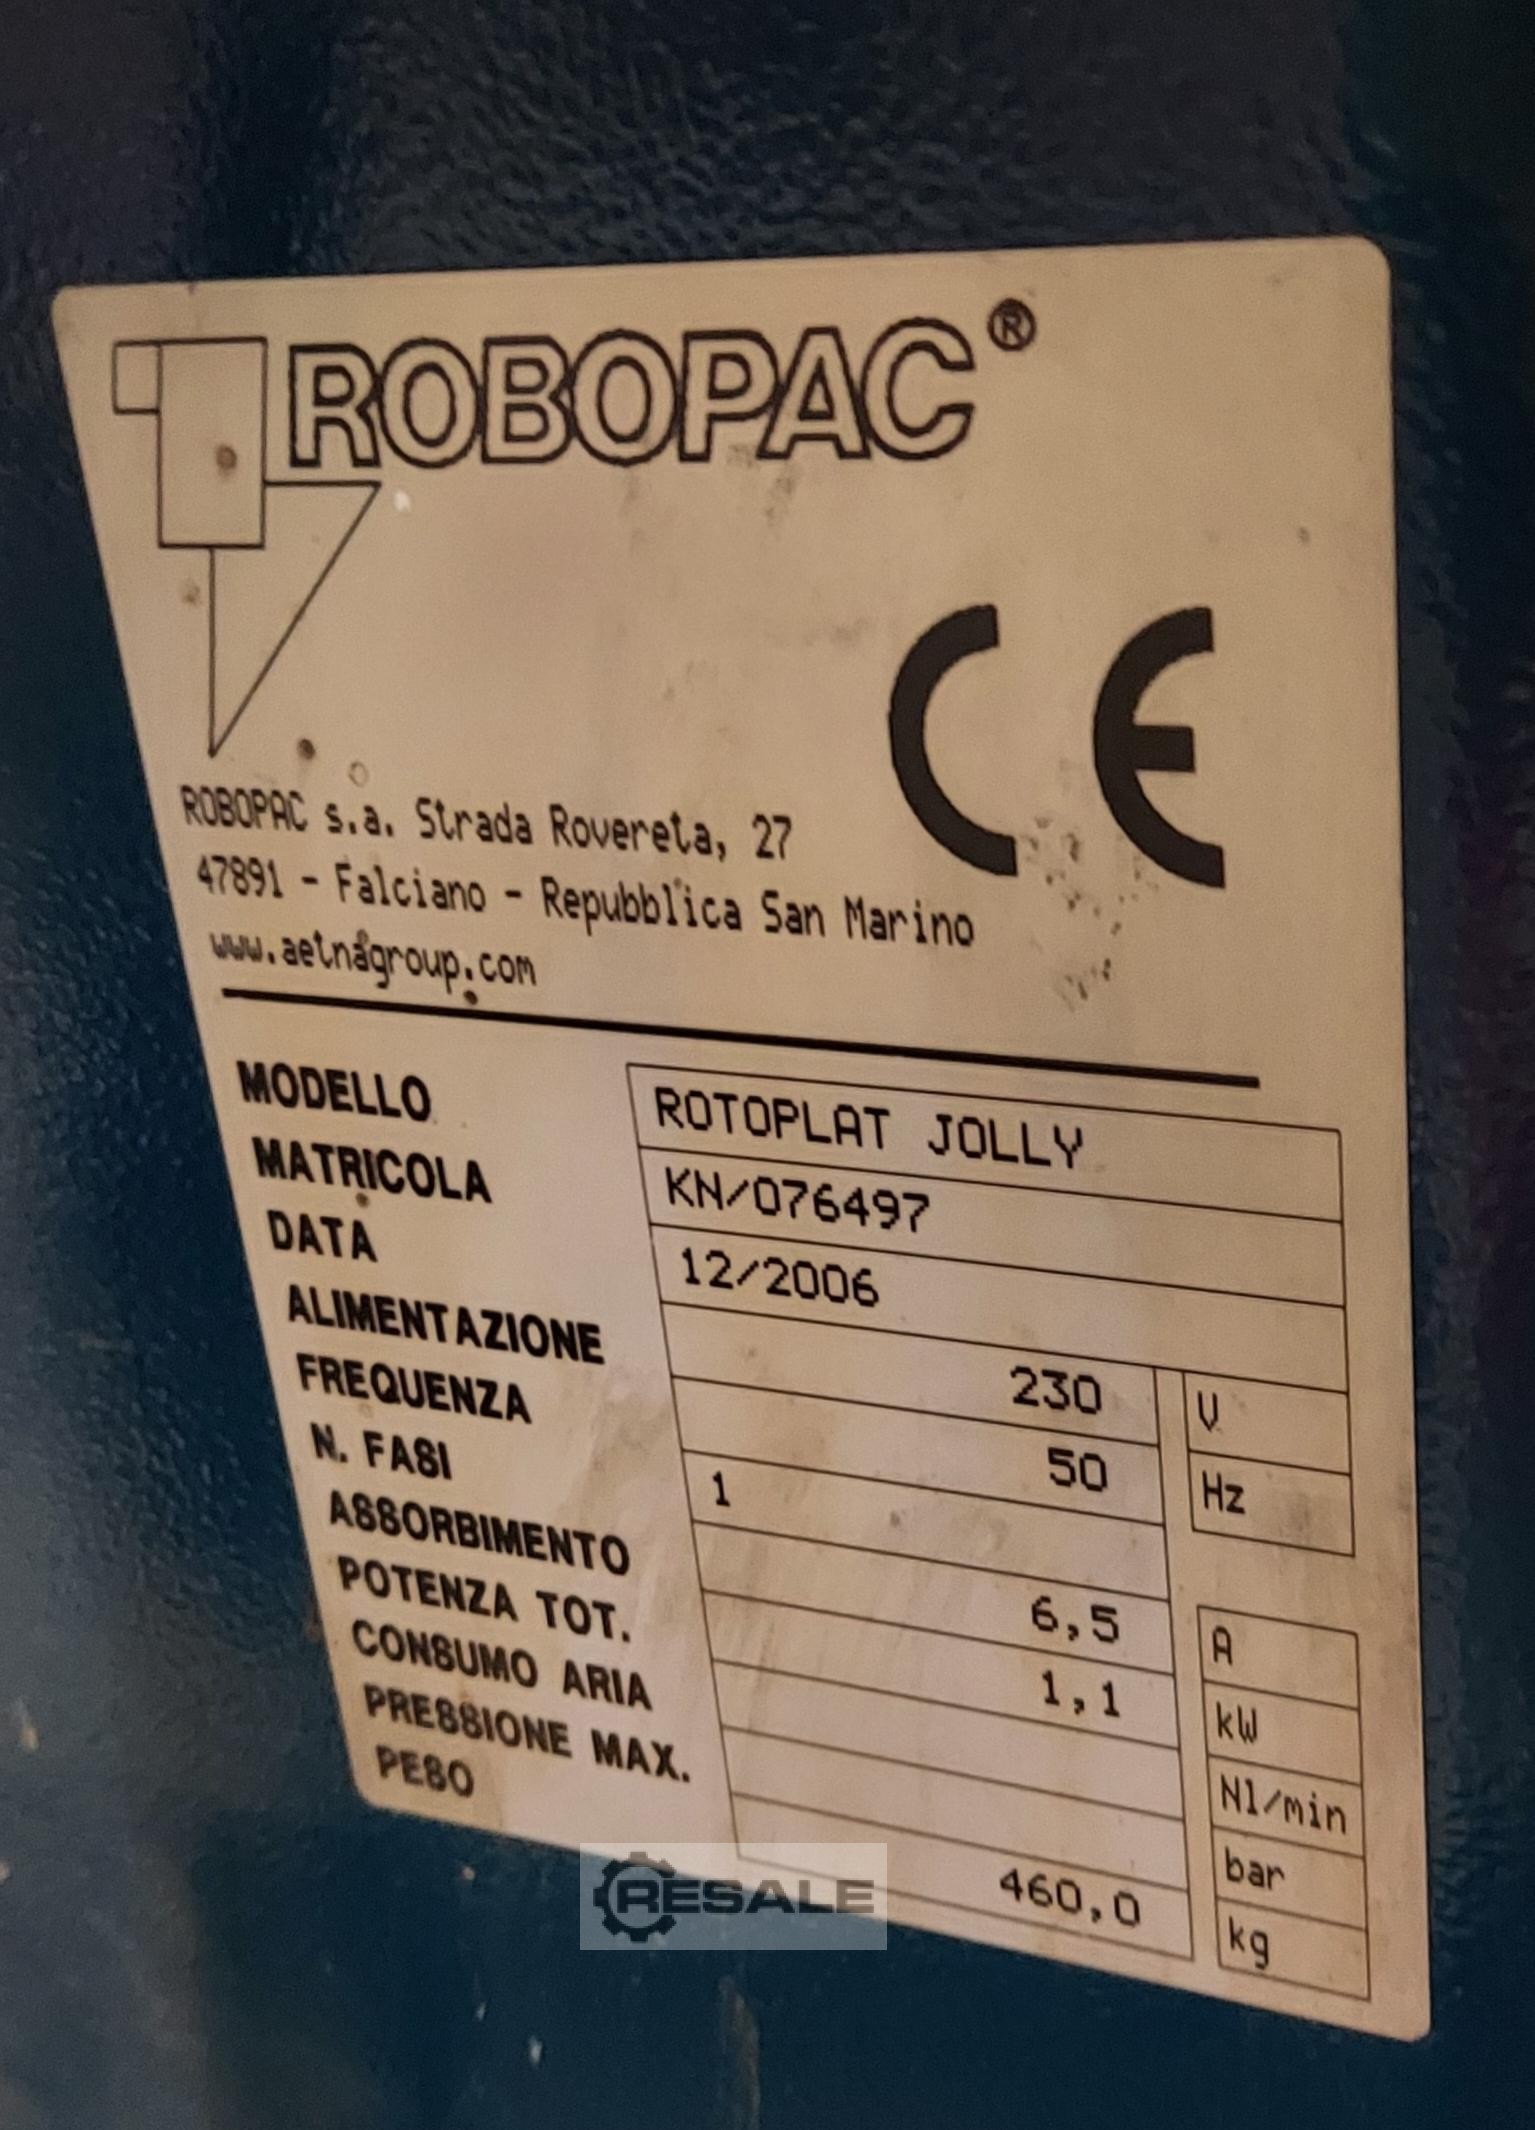 ROBOPAC®
CE
ROBOPAC s.a. Strada Rovereta, 27
47891 - Falciano - Repubblica San Marino
www.aetnagroup.com
MODELLO ROTOPLAT JOLLY
MATRICOLA KN/076497
DATA 12/2006
ALIMENTAZIONE 230 V
FREQUENZA 50 Hz
N. FASI 1
ASSORBIMENTO 6,5 A
POTENZA TOT. 1,1 kW
CONSUMO ARIA Nl/min
PRESSIONE MAX. bar
PESO 460,0 kg
RESALE